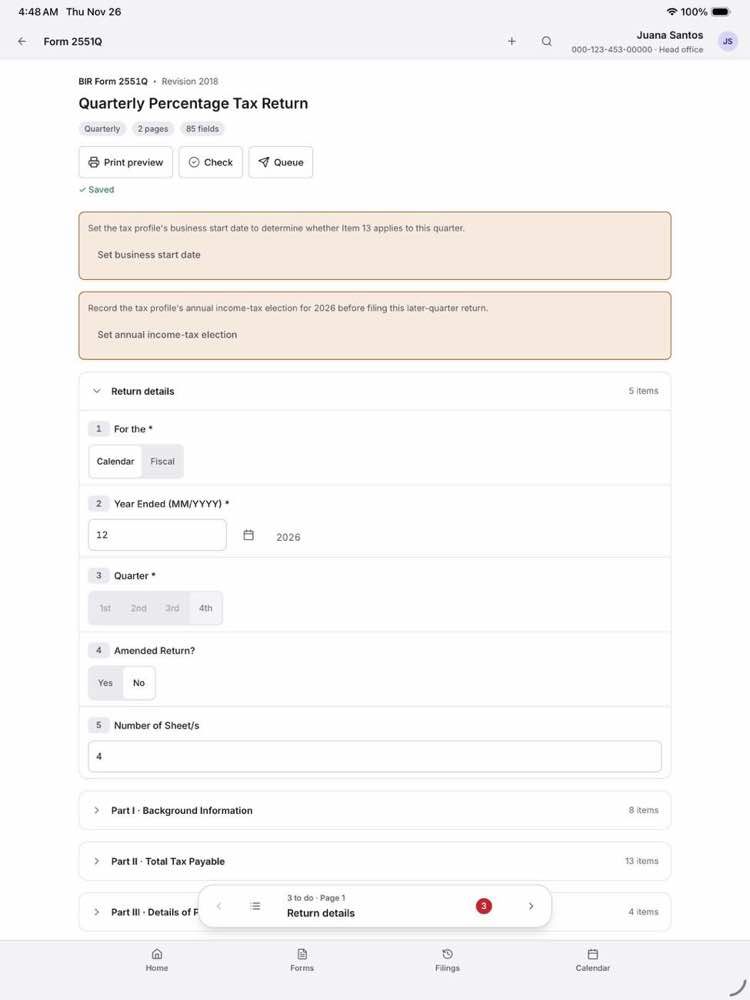 4:48 AM Thu Nov 26
100%
Form 2551Q
Juana Santos
000-123-453-00000 · Head office
JS
BIR Form 2551Q • Revision 2018
Quarterly Percentage Tax Return
Quarterly 2 pages 85 fields
Print preview Check Queue
✓ Saved
Set the tax profile's business start date to determine whether Item 13 applies to this quarter.
Set business start date
Record the tax profile's annual income-tax election for 2026 before filing this later-quarter return.
Set annual income-tax election
Return details 5 items
1 For the *
Calendar Fiscal
2 Year Ended (MM/YYYY) *
12 2026
3 Quarter *
1st 2nd 3rd 4th
4 Amended Return?
Yes No
5 Number of Sheet/s
4
Part I · Background Information 8 items
Part II · Total Tax Payable 13 items
Part III · Details of P 4 items
3 to do · Page 1
Return details
3
Home Forms Filings Calendar